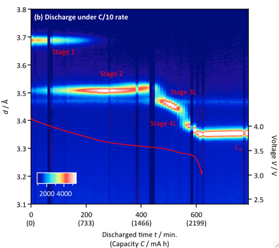 (b) Discharge under C/10 rate
3.8
3.7
3.6
3.5
3.4
3.3
3.2
3.1
d / Å
Stage 1
Stage 2
Stage 3L
Stage 4L
C6
2000 4000
4.0
3.5
3.0
2.5
Voltage V / V
0 200 400 600
(0) (733) (1466) (2199)
Discharged time t / min.
(Capacity C / mA h)